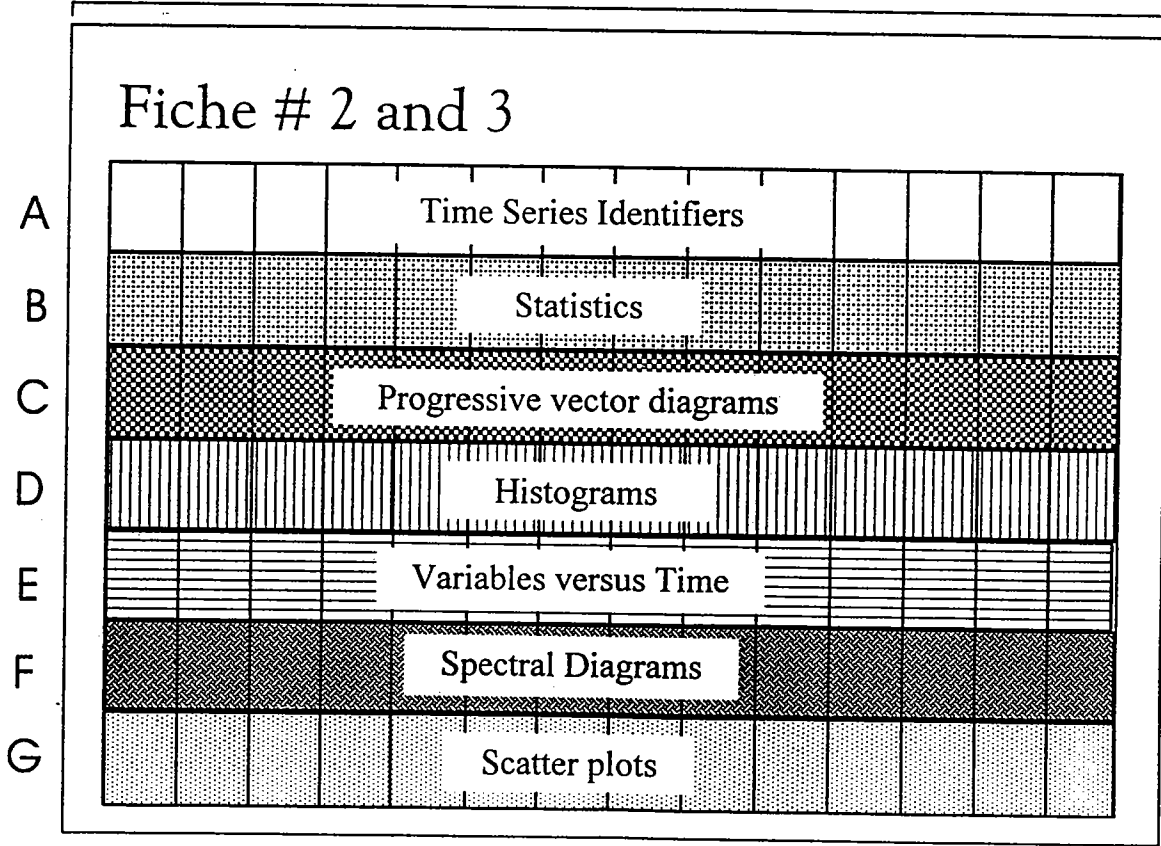 Fiche # 2 and 3
A Time Series Identifiers
B Statistics
C Progressive vector diagrams
D Histograms
E Variables versus Time
F Spectral Diagrams
G Scatter plots